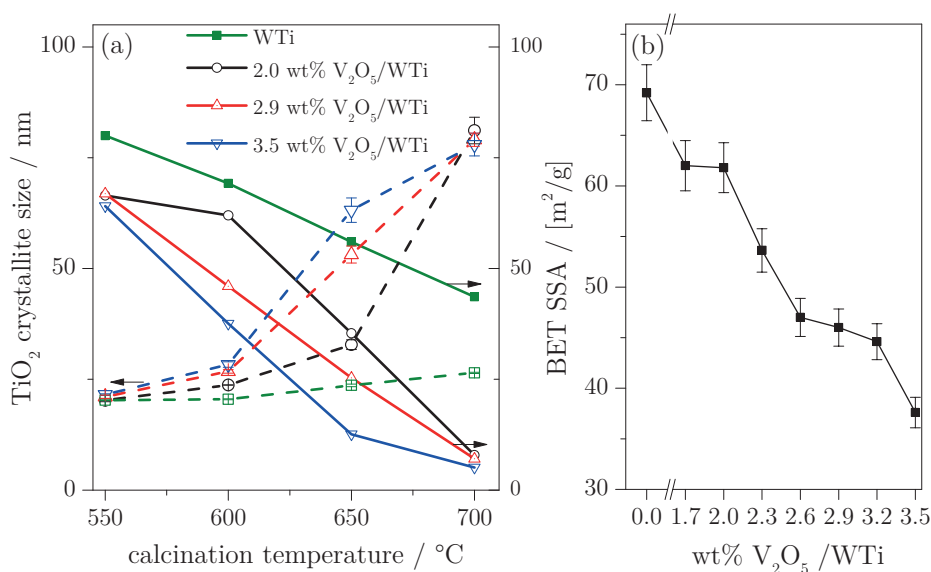 (a)
WTi
2.0 wt% V₂O₅/WTi
2.9 wt% V₂O₅/WTi
3.5 wt% V₂O₅/WTi
TiO₂ crystallite size / nm
100
50
0
100
50
0
550 600 650 700
calcination temperature / °C
(b)
BET SSA / [m²/g]
70
60
50
40
30
0.0 1.7 2.0 2.3 2.6 2.9 3.2 3.5
wt% V₂O₅ /WTi